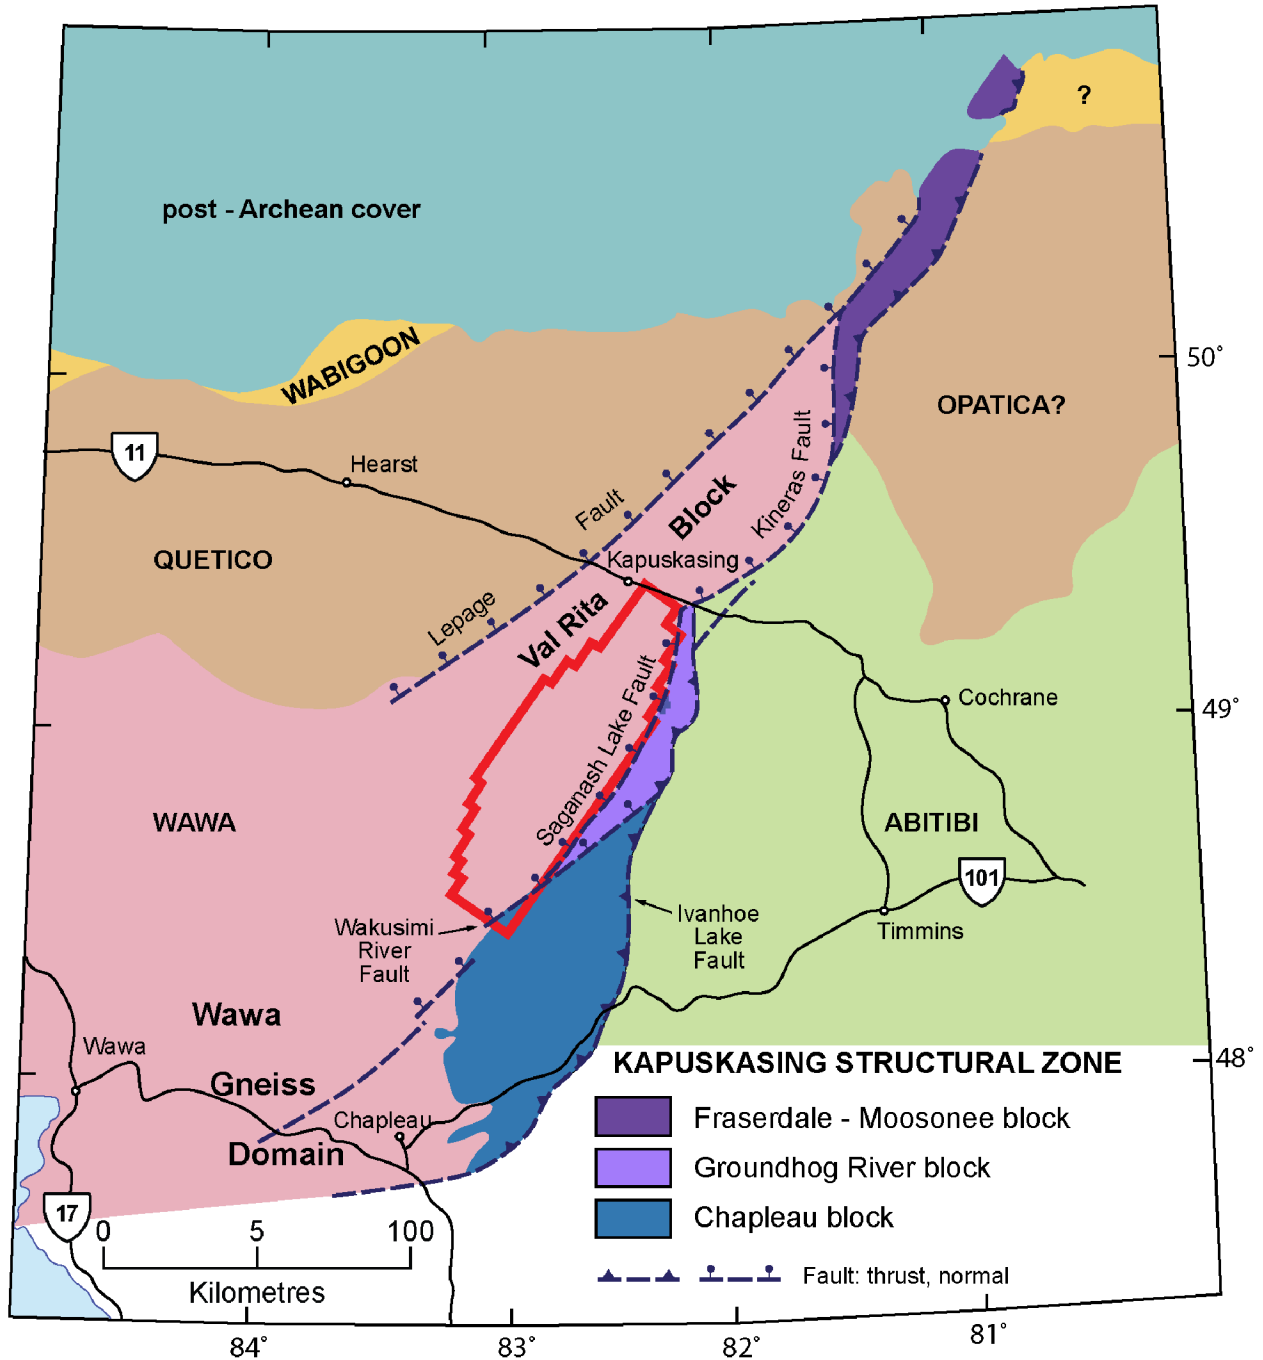 ?
post - Archean cover
50°
WABIGOON
OPATICA?
11
Hearst
Kineras Fault
Block
Fault
QUETICO
Kapuskasing
Lepage
Val Rita
Cochrane
49°
Saganash Lake Fault
WAWA
ABITIBI
101
Wakusimi
River
Fault
Ivanhoe
Lake
Fault
Timmins
Wawa
Wawa
48°
KAPUSKASING STRUCTURAL ZONE
Gneiss
Chapleau
Fraserdale - Moosonee block
Domain
Groundhog River block
17
0 5 100
Chapleau block
Kilometres
Fault: thrust, normal
84° 83° 82° 81°